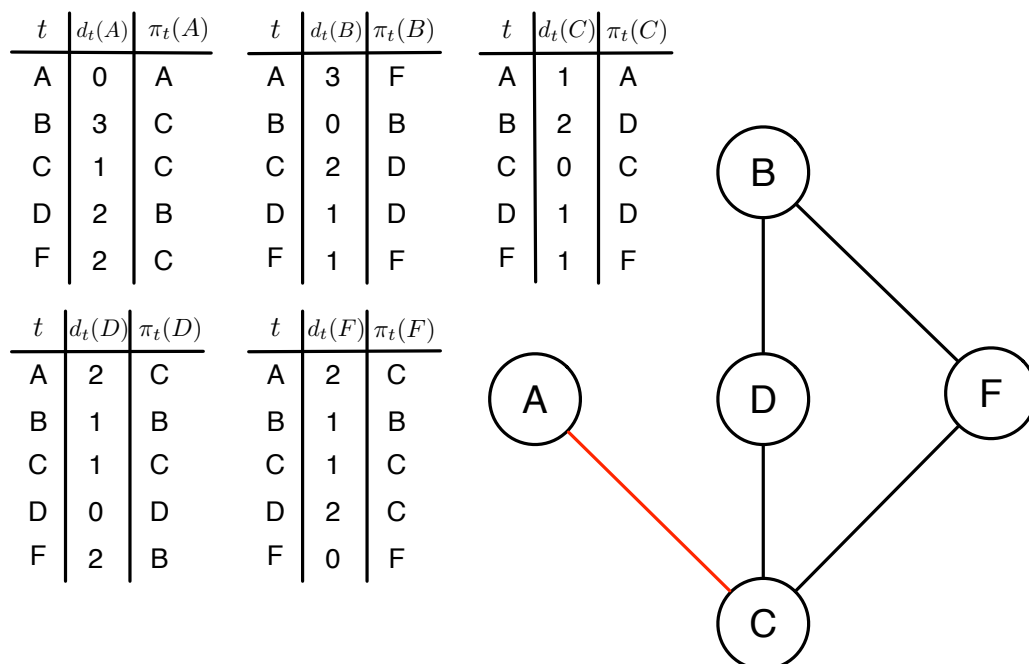 t d_t(A) π_t(A)
A 0 A
B 3 C
C 1 C
D 2 B
F 2 C
t d_t(B) π_t(B)
A 3 F
B 0 B
C 2 D
D 1 D
F 1 F
t d_t(C) π_t(C)
A 1 A
B 2 D
C 0 C
D 1 D
F 1 F
t d_t(D) π_t(D)
A 2 C
B 1 B
C 1 C
D 0 D
F 2 B
t d_t(F) π_t(F)
A 2 C
B 1 B
C 1 C
D 2 C
F 0 F
B
A
D
F
C